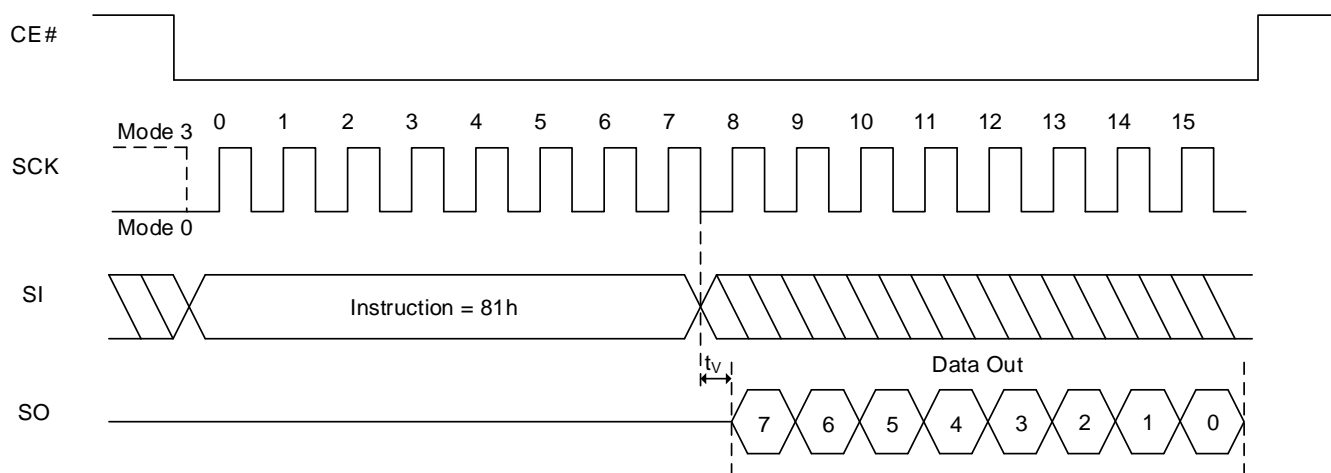 CE#
0 1 2 3 4 5 6 7 8 9 10 11 12 13 14 15
Mode 3
SCK
Mode 0
SI
Instruction = 81h
tV
Data Out
SO
7 6 5 4 3 2 1 0